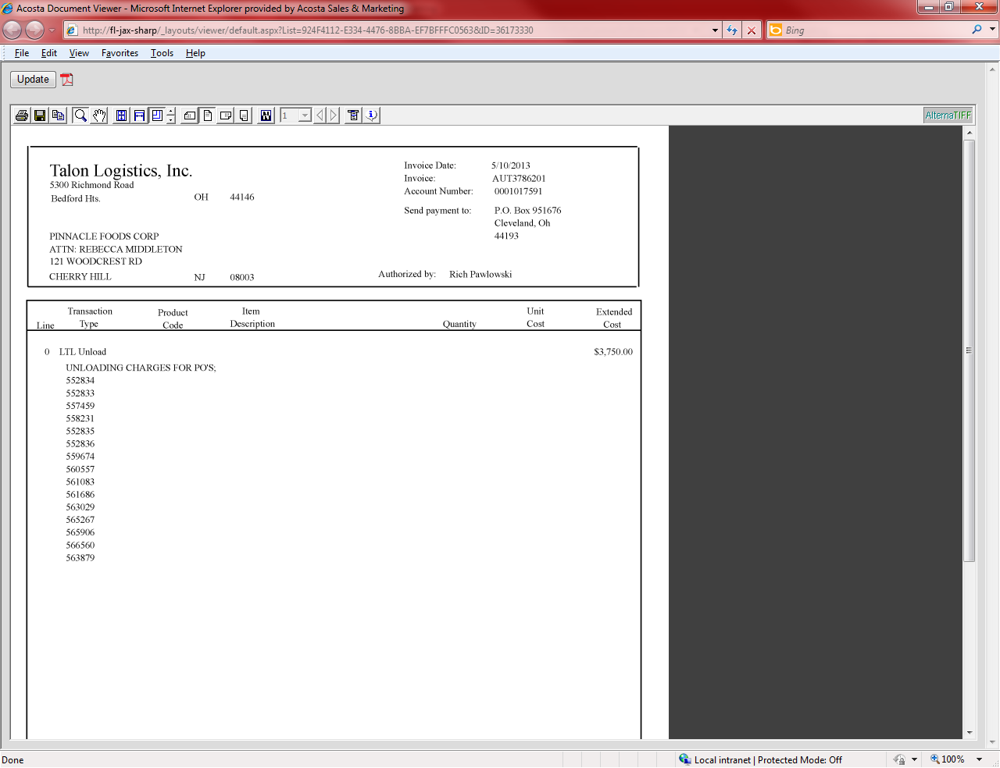 Acosta Document Viewer - Microsoft Internet Explorer provided by Acosta Sales & Marketing
http://fl-jax-sharp/_layouts/viewer/default.aspx?List=924F4112-E334-4476-8BBA-EF7BFFFC0563&ID=36173330
Bing
File Edit View Favorites Tools Help
Update
1
AlternaTIFF
Talon Logistics, Inc.
5300 Richmond Road
Bedford Hts. OH 44146
Invoice Date: 5/10/2013
Invoice: AUT3786201
Account Number: 0001017591
Send payment to: P.O. Box 951676
Cleveland, Oh
44193
PINNACLE FOODS CORP
ATTN: REBECCA MIDDLETON
121 WOODCREST RD
CHERRY HILL NJ 08003
Authorized by: Rich Pawlowski
Line Transaction Type Product Code Item Description Quantity Unit Cost Extended Cost
0 LTL Unload $3,750.00
UNLOADING CHARGES FOR PO'S;
552834
552833
557459
558231
552835
552836
559674
560557
561083
561686
563029
565267
565906
566560
563879
Done
Local intranet | Protected Mode: Off
100%